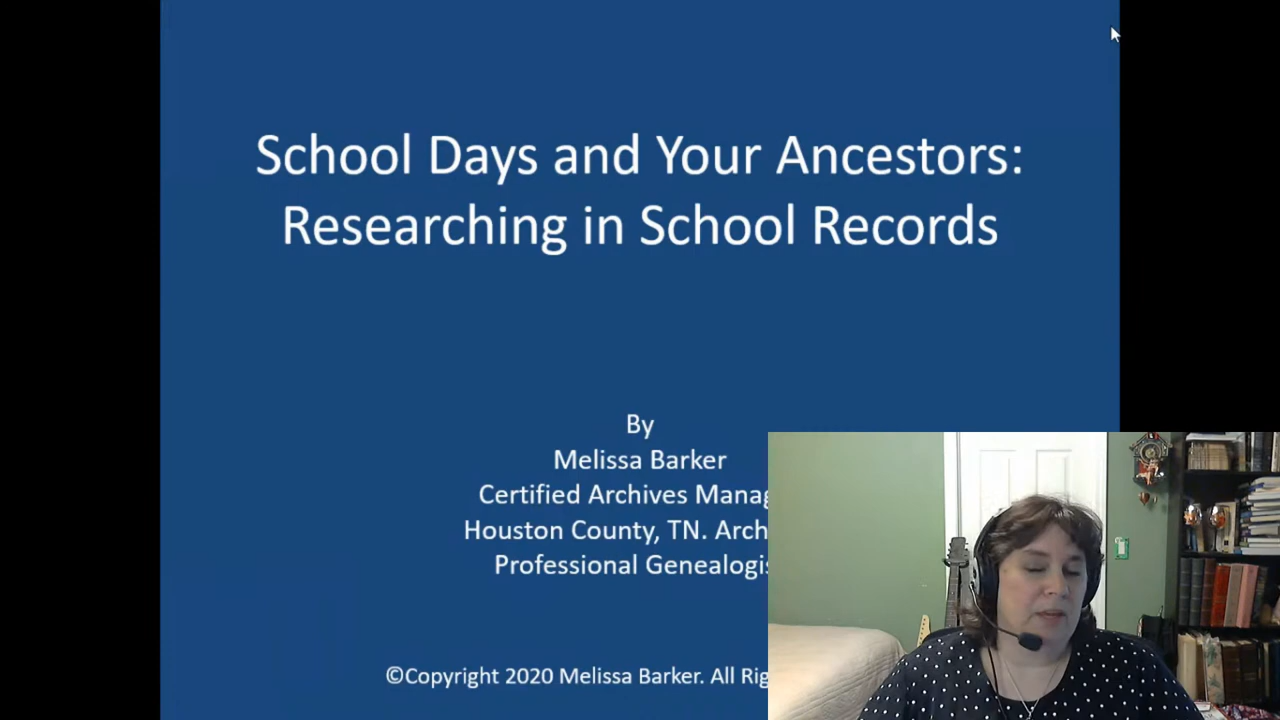 School Days and Your Ancestors:
Researching in School Records
By
Melissa Barker
Certified Archives Manag
Houston County, TN. Arch
Professional Genealogis
©Copyright 2020 Melissa Barker. All Rig